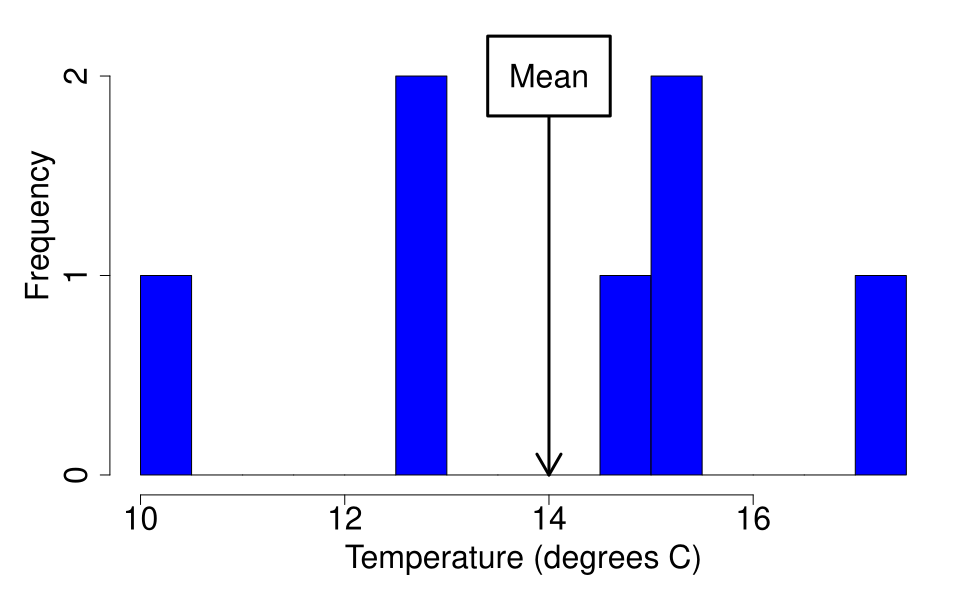 Mean
Frequency
2
1
0
10 12 14 16
Temperature (degrees C)